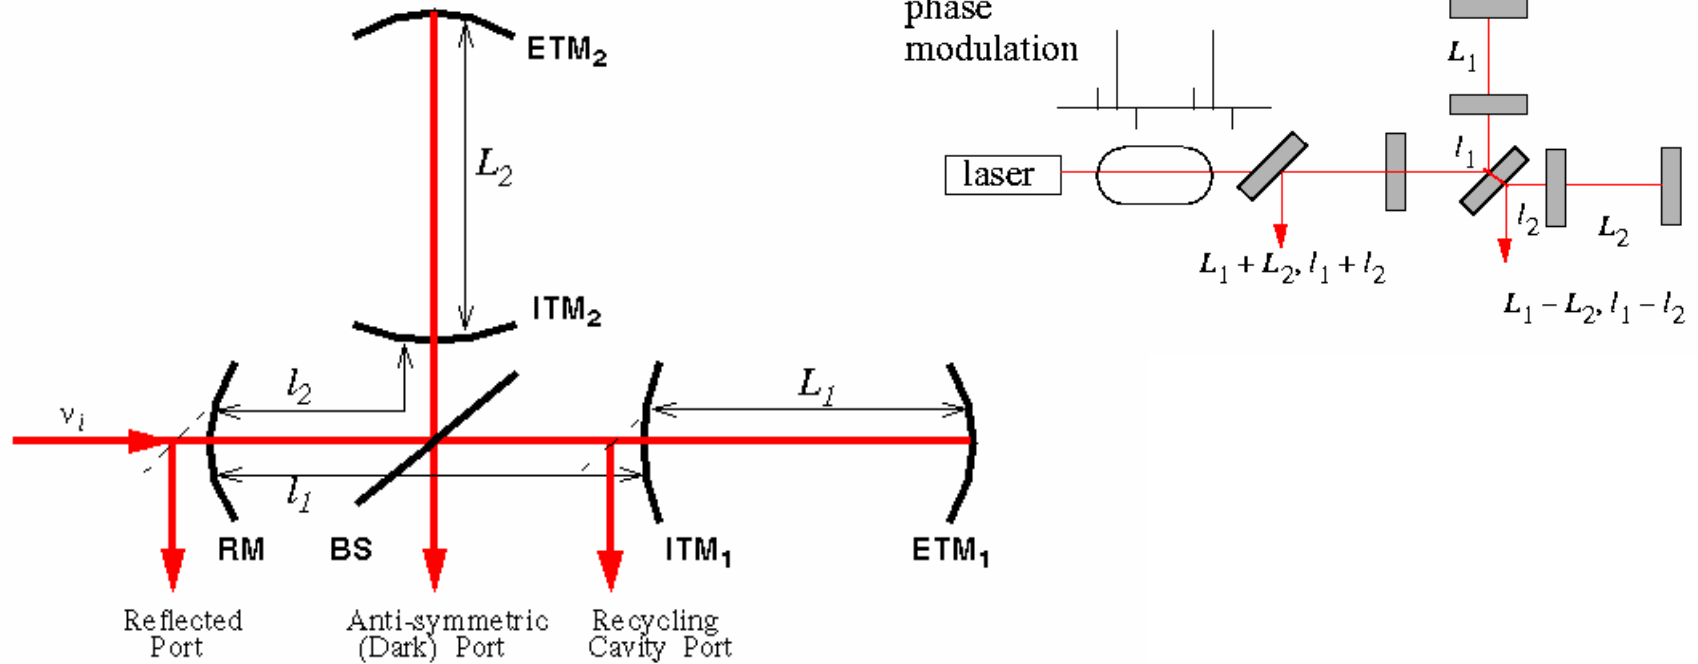 ETM₂
L₂
ITM₂
l₂
L₁
νᵢ
l₁
RM
BS
ITM₁
ETM₁
Reflected
Port
Anti-symmetric
(Dark) Port
Recycling
Cavity Port
phase
modulation
L₁
laser
l₁
l₂
L₂
L₁ + L₂, l₁ + l₂
L₁ − L₂, l₁ − l₂